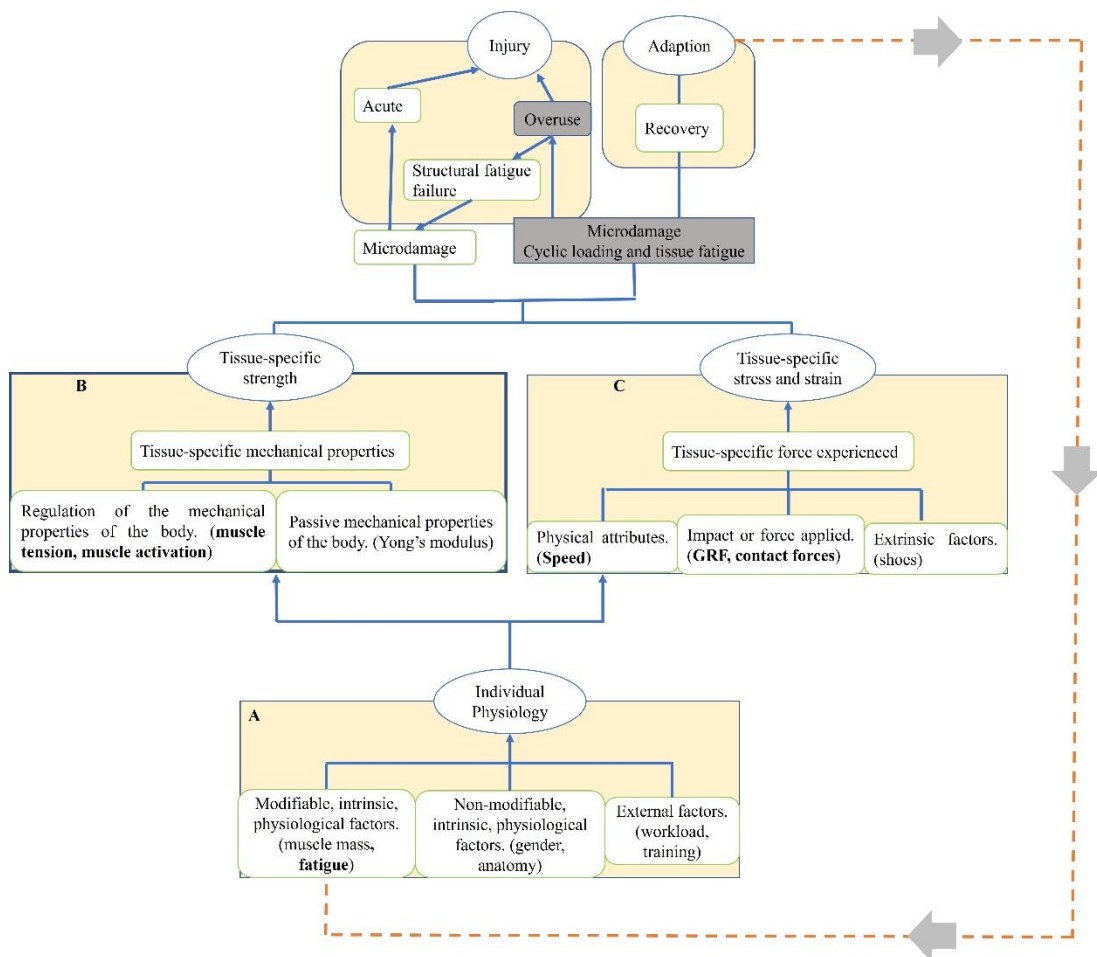 Injury
Adaption
Acute
Overuse
Recovery
Structural fatigue
failure
Microdamage
Microdamage
Cyclic loading and tissue fatigue
Tissue-specific
strength
Tissue-specific
stress and strain
B
C
Tissue-specific mechanical properties
Tissue-specific force experienced
Regulation of the mechanical
properties of the body. (muscle
tension, muscle activation)
Passive mechanical properties
of the body. (Yong's modulus)
Physical attributes.
(Speed)
Impact or force applied.
(GRF, contact forces)
Extrinsic factors.
(shoes)
Individual
Physiology
A
Modifiable, intrinsic,
physiological factors.
(muscle mass,
fatigue)
Non-modifiable,
intrinsic, physiological
factors. (gender,
anatomy)
External factors.
(workload,
training)